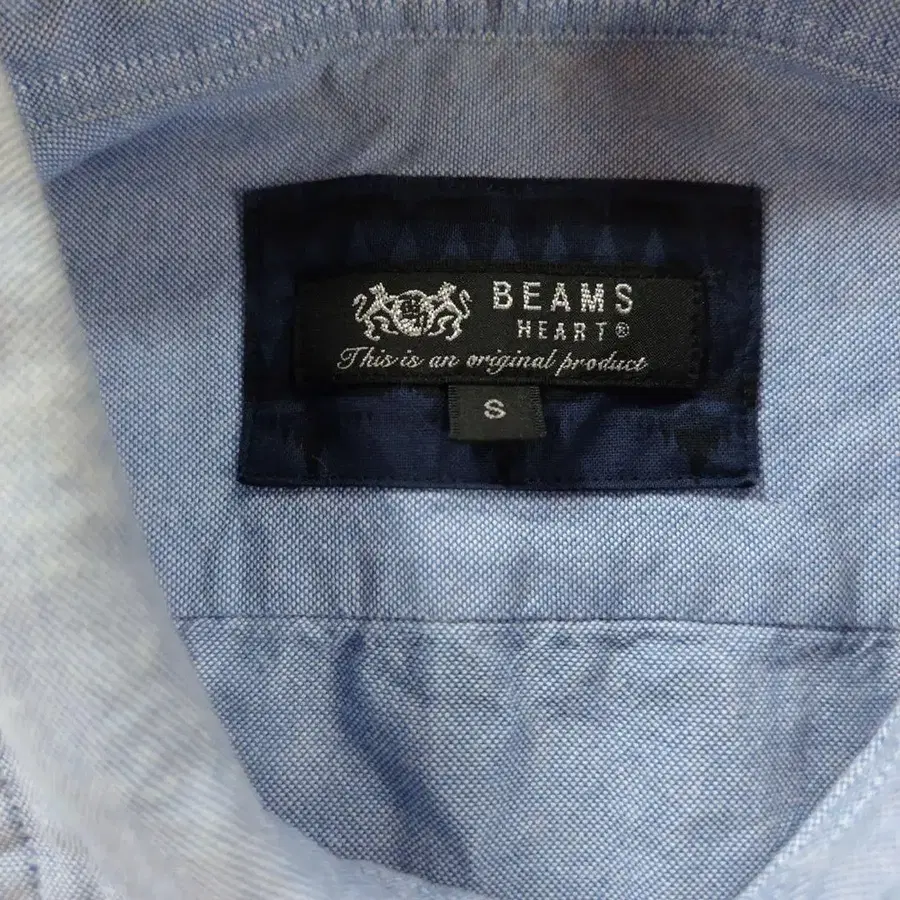 BEAMS
HEART®
This is an original product
S